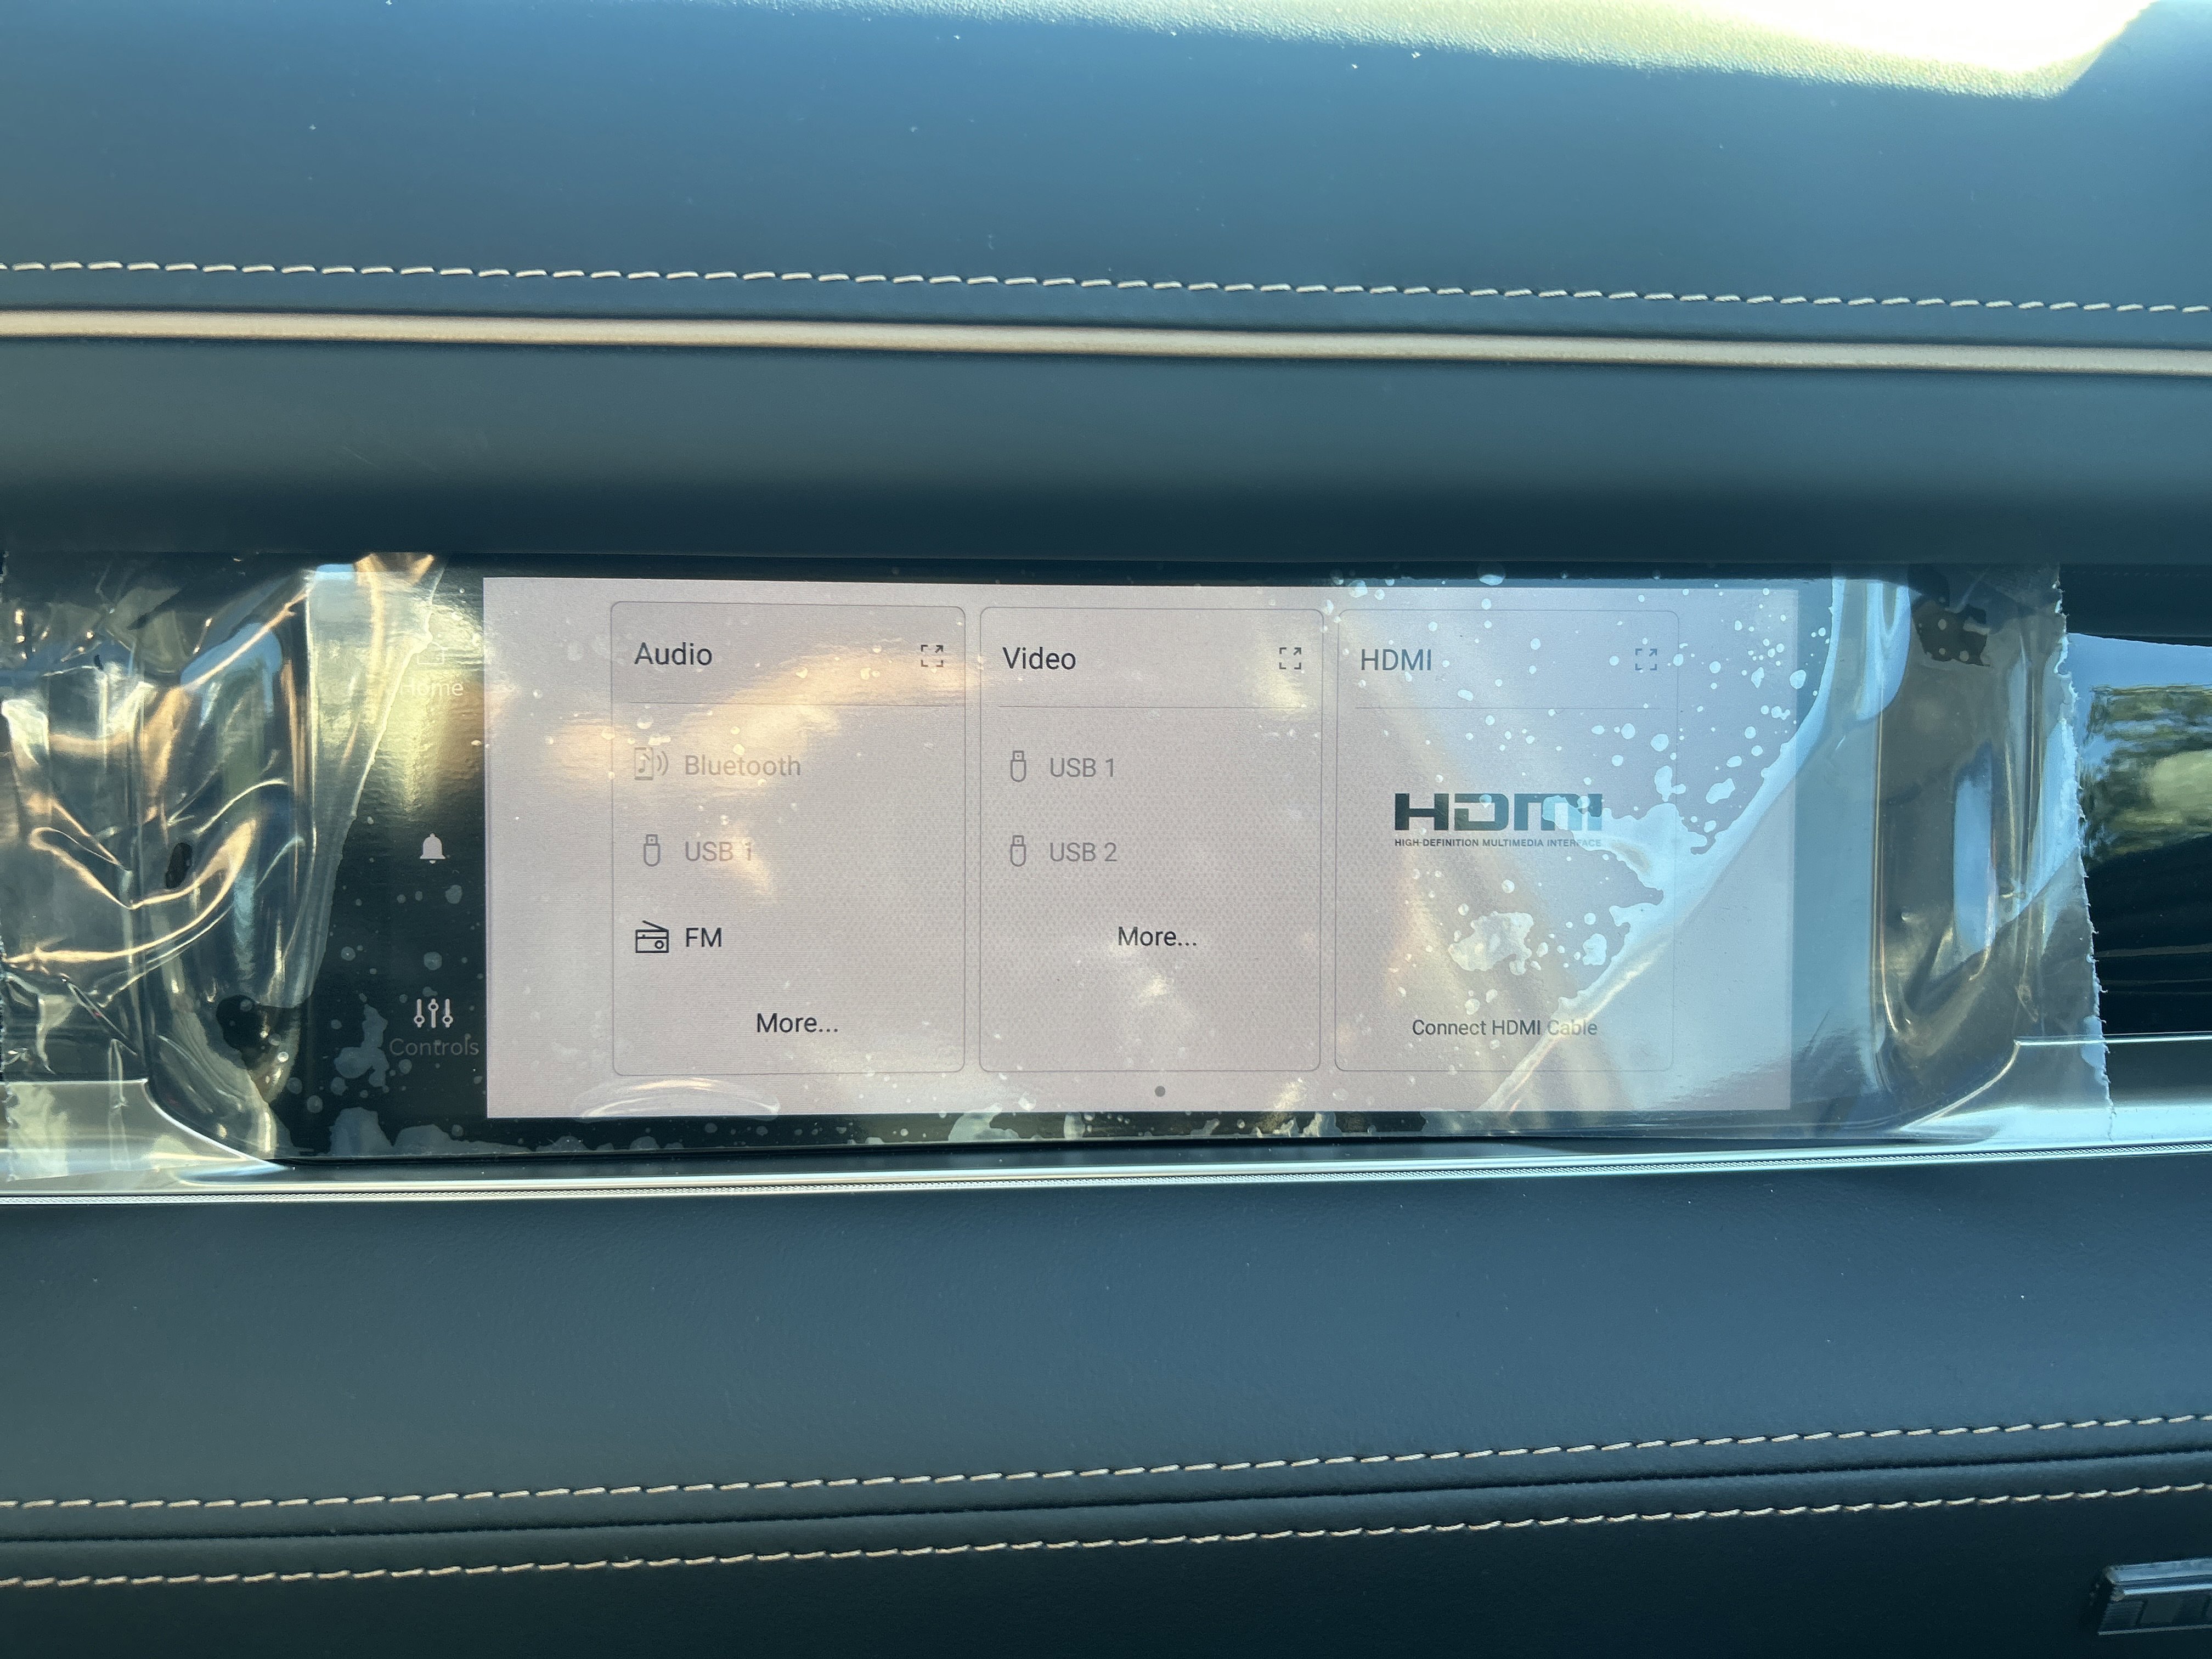 Home
Controls
Audio
Bluetooth
USB 1
FM
More...
Video
USB 1
USB 2
More...
HDMI
HDMI
HIGH-DEFINITION MULTIMEDIA INTERFACE
Connect HDMI Cable